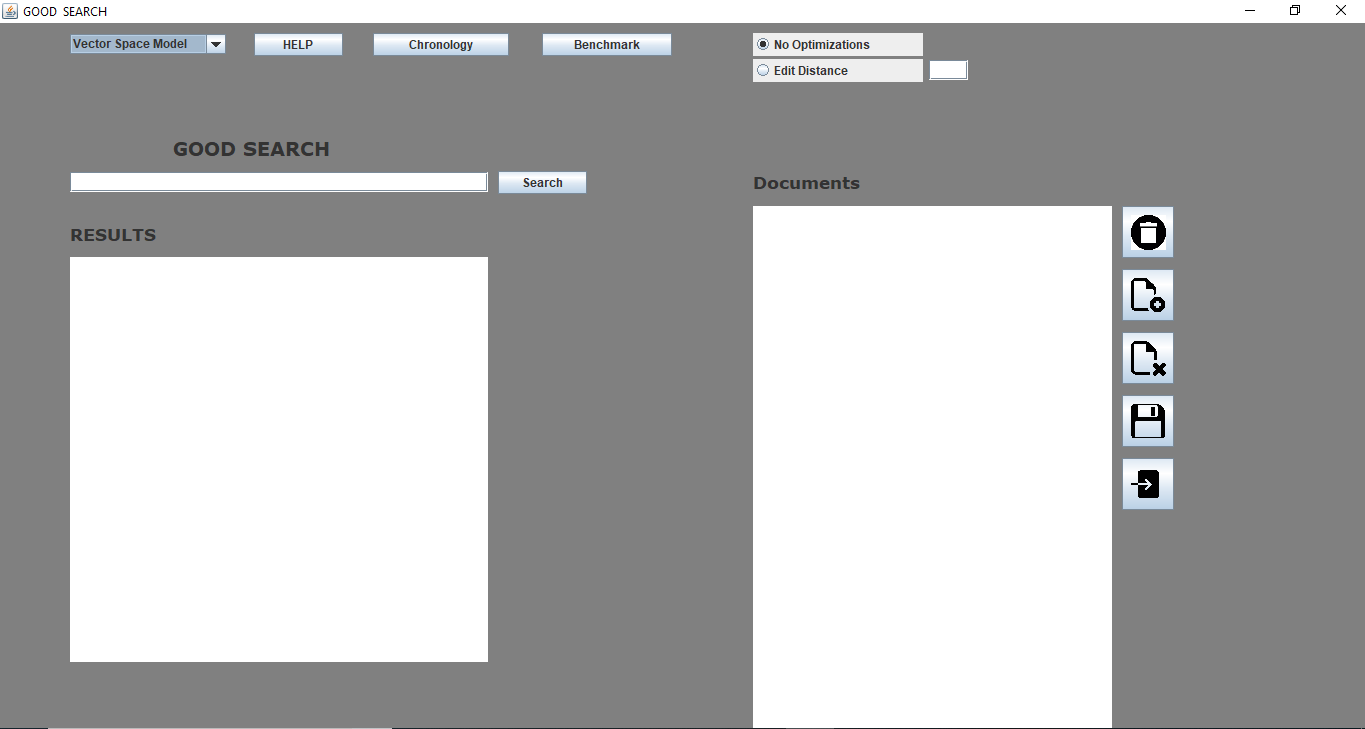 GOOD SEARCH
Vector Space Model
HELP
Chronology
Benchmark
No Optimizations
Edit Distance
GOOD SEARCH
Search
Documents
RESULTS